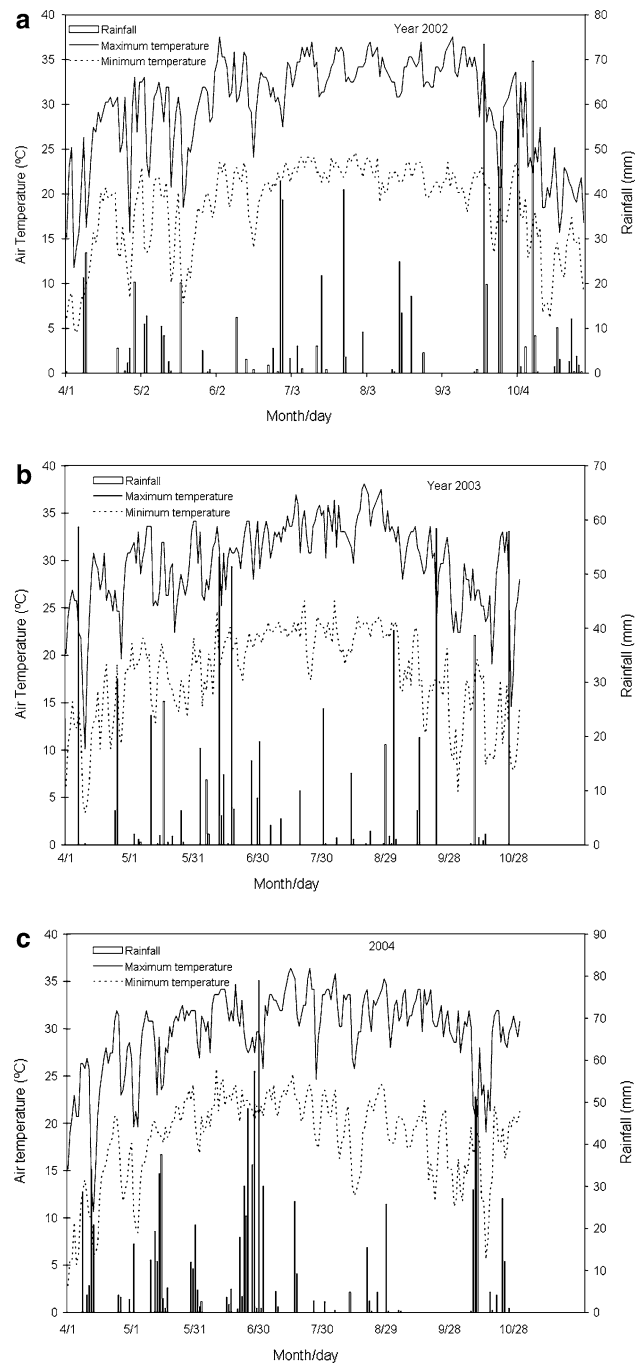 a
Year 2002
Rainfall
Maximum temperature
Minimum temperature
40
35
30
25
20
15
10
5
0
Air Temperature (ºC)
80
70
60
50
40
30
20
10
0
Rainfall (mm)
4/1 5/2 6/2 7/3 8/3 9/3 10/4
Month/day
b
Year 2003
Rainfall
Maximum temperature
Minimum temperature
40
35
30
25
20
15
10
5
0
Air Temperature (ºC)
70
60
50
40
30
20
10
0
Rainfall (mm)
4/1 5/1 5/31 6/30 7/30 8/29 9/28 10/28
Month/day
c
2004
Rainfall
Maximum temperature
Minimum temperature
40
35
30
25
20
15
10
5
0
Air temperature (ºC)
90
80
70
60
50
40
30
20
10
0
Rainfall (mm)
4/1 5/1 5/31 6/30 7/30 8/29 9/28 10/28
Month/day